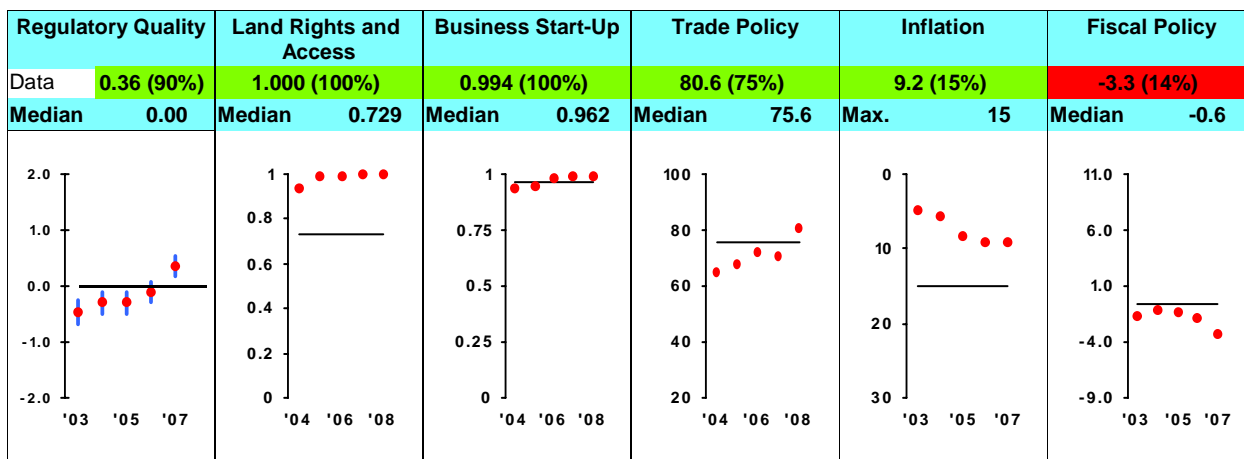 Regulatory Quality
Data 0.36 (90%)
Median 0.00
2.0
1.0
0.0
-1.0
-2.0
'03 '05 '07
Land Rights and
Access
1.000 (100%)
Median 0.729
1
0.8
0.6
0.4
0.2
0
'04 '06 '08
Business Start-Up
0.994 (100%)
Median 0.962
1
0.75
0.5
0.25
0
'04 '06 '08
Trade Policy
80.6 (75%)
Median 75.6
100
80
60
40
20
'04 '06 '08
Inflation
9.2 (15%)
Max. 15
0
10
20
30
'03 '05 '07
Fiscal Policy
-3.3 (14%)
Median -0.6
11.0
6.0
1.0
-4.0
-9.0
'03 '05 '07